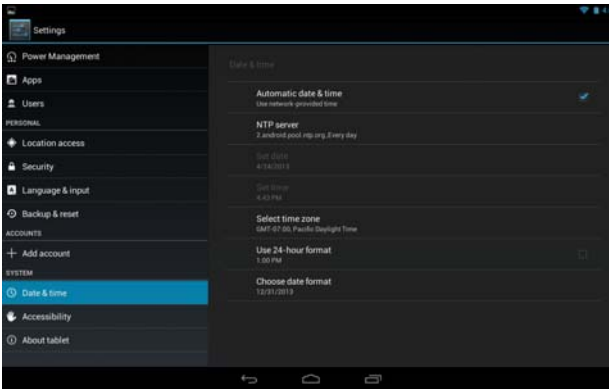 Settings
Power Management
Apps
Users
PERSONAL
Location access
Security
Language & input
Backup & reset
ACCOUNTS
Add account
SYSTEM
Date & time
Accessibility
About tablet
Date & time
Automatic date & time
Use network-provided time
NTP server
2.android.pool.ntp.org, Every day
Set date
4/24/2013
Set time
4:43 PM
Select time zone
GMT-07:00, Pacific Daylight Time
Use 24-hour format
1:00 PM
Choose date format
12/31/2013